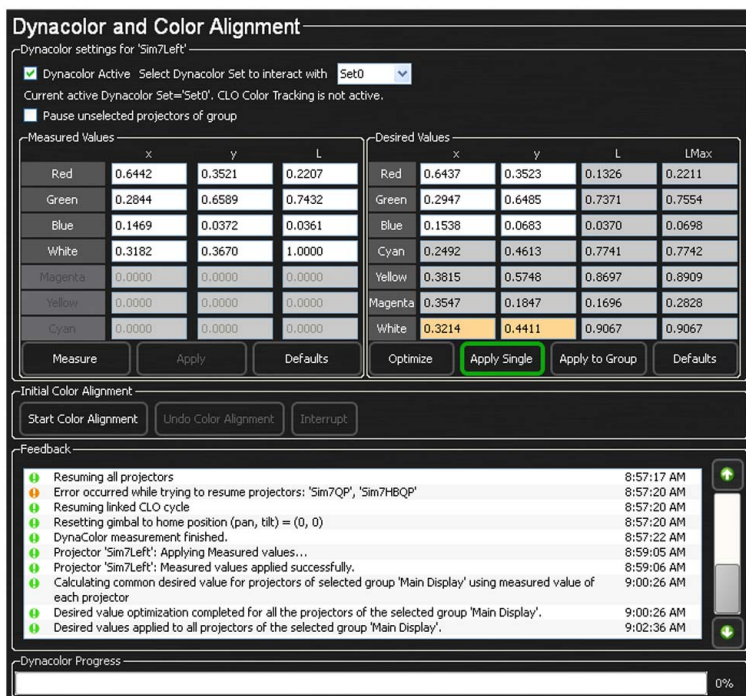 Dynacolor and Color Alignment
Dynacolor settings for 'Sim7Left'
Dynacolor Active Select Dynacolor Set to interact with Set0
Current active Dynacolor Set='Set0'. CLO Color Tracking is not active.
Pause unselected projectors of group
Measured Values
x y L
Red 0.6442 0.3521 0.2207
Green 0.2844 0.6589 0.7432
Blue 0.1469 0.0372 0.0361
White 0.3182 0.3670 1.0000
Magenta 0.0000 0.0000 0.0000
Yellow 0.0000 0.0000 0.0000
Cyan 0.0000 0.0000 0.0000
Measure Apply Defaults
Desired Values
x y L LMax
Red 0.6437 0.3523 0.1326 0.2211
Green 0.2947 0.6485 0.7371 0.7554
Blue 0.1538 0.0683 0.0370 0.0698
Cyan 0.2492 0.4613 0.7741 0.7742
Yellow 0.3815 0.5748 0.8697 0.8909
Magenta 0.3547 0.1847 0.1696 0.2828
White 0.3214 0.4411 0.9067 0.9067
Optimize Apply Single Apply to Group Defaults
Initial Color Alignment
Start Color Alignment Undo Color Alignment Interrupt
Feedback
Resuming all projectors 8:57:17 AM
Error occurred while trying to resume projectors: 'Sim7QP', 'Sim7HBQP' 8:57:20 AM
Resuming linked CLO cycle 8:57:20 AM
Resetting gimbal to home position (pan, tilt) = (0, 0) 8:57:20 AM
DynaColor measurement finished. 8:57:22 AM
Projector 'Sim7Left': Applying Measured values... 8:59:05 AM
Projector 'Sim7Left': Measured values applied successfully. 8:59:06 AM
Calculating common desired value for projectors of selected group 'Main Display' using measured value of 9:00:26 AM
each projector
Desired value optimization completed for all the projectors of the selected group 'Main Display'. 9:00:26 AM
Desired values applied to all projectors of the selected group 'Main Display'. 9:02:36 AM
Dynacolor Progress
0%